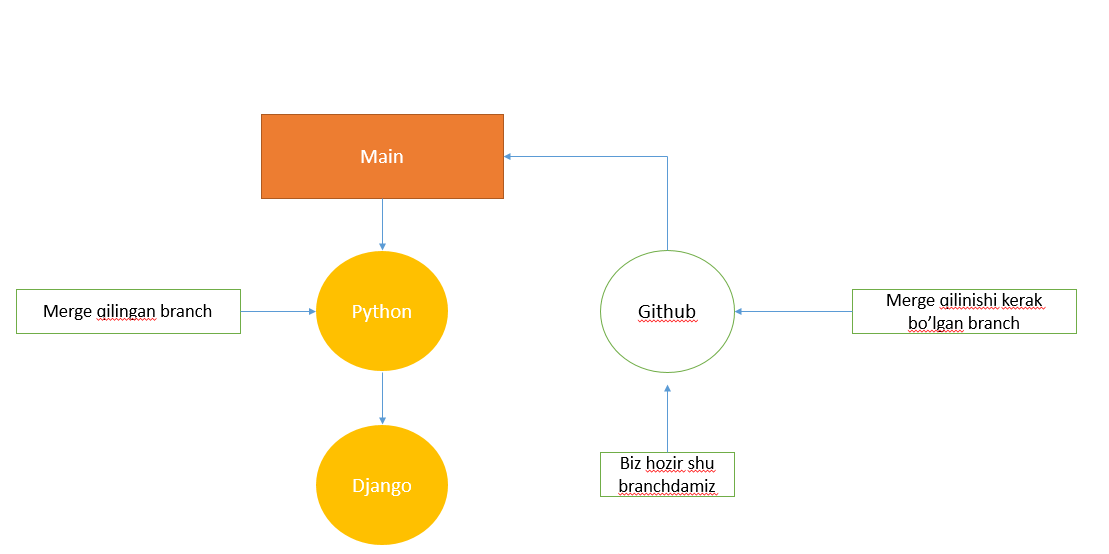 Main
Merge qilingan branch
Python
Github
Merge qilinishi kerak
bo’lgan branch
Biz hozir shu
branchdamiz
Django